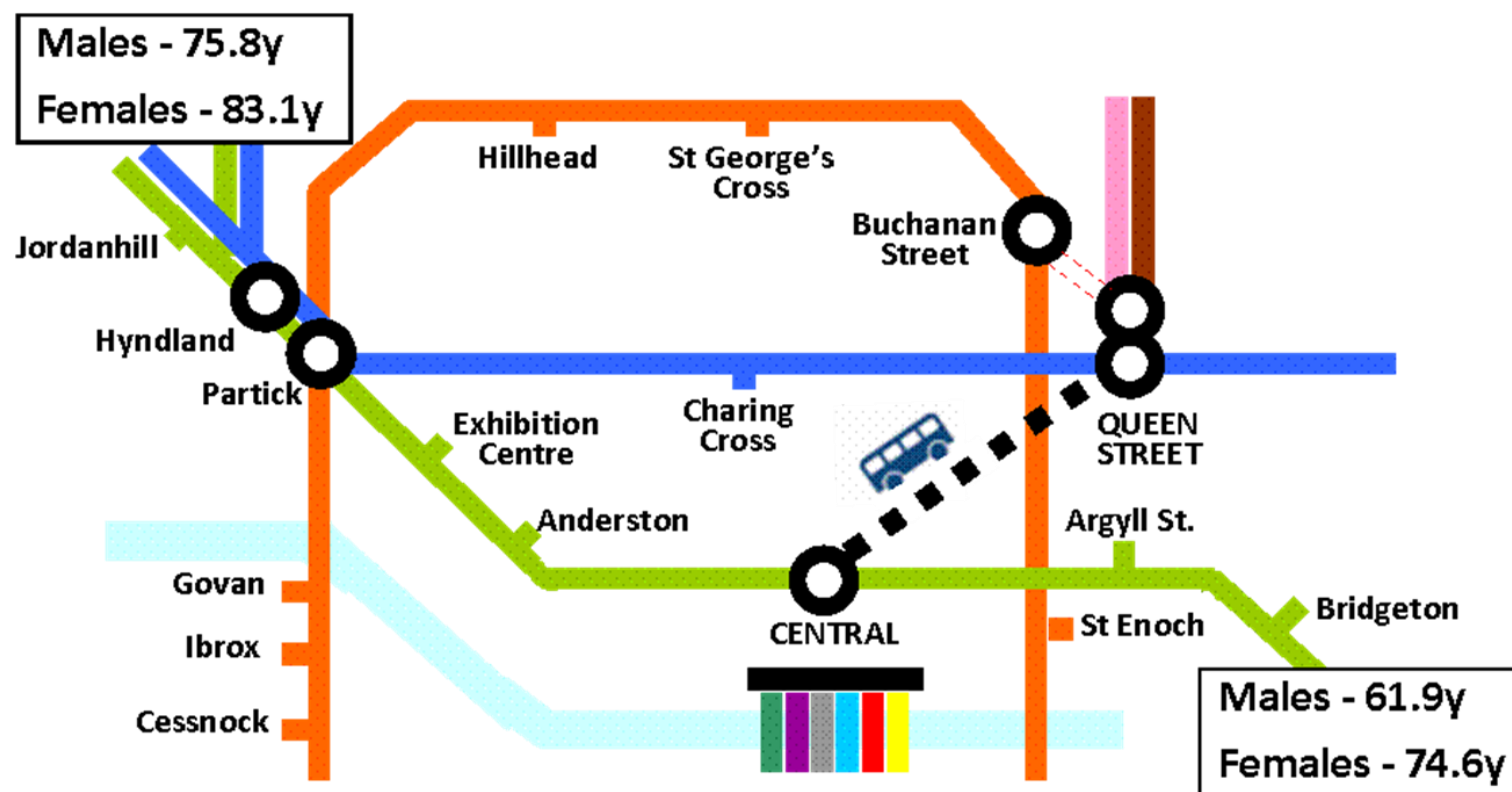 Males - 75.8y
Females - 83.1y
Hillhead
St George's
Cross
Buchanan
Street
Jordanhill
Hyndland
Partick
Exhibition
Centre
Charing
Cross
QUEEN
STREET
Anderston
Argyll St.
Govan
Ibrox
Cessnock
CENTRAL
St Enoch
Bridgeton
Males - 61.9y
Females - 74.6y